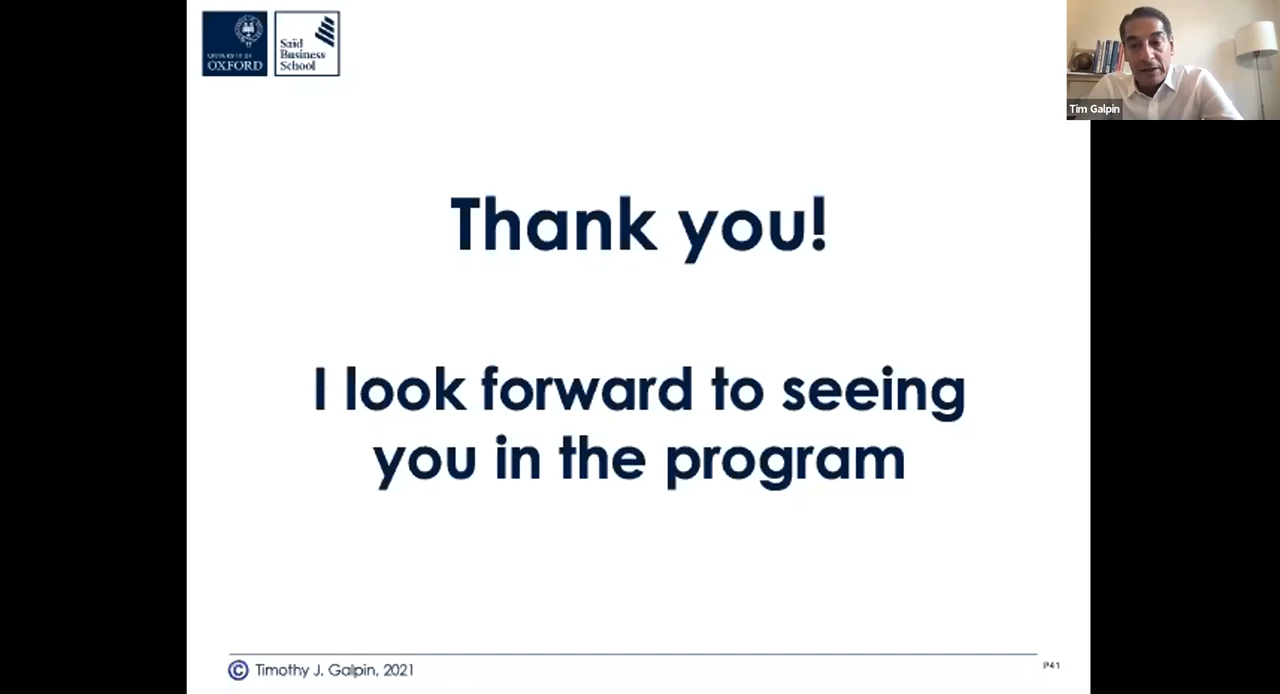 UNIVERSITY OF
OXFORD
Saïd
Business
School
Tim Galpin
Thank you!
I look forward to seeing
you in the program
© Timothy J. Galpin, 2021
P41